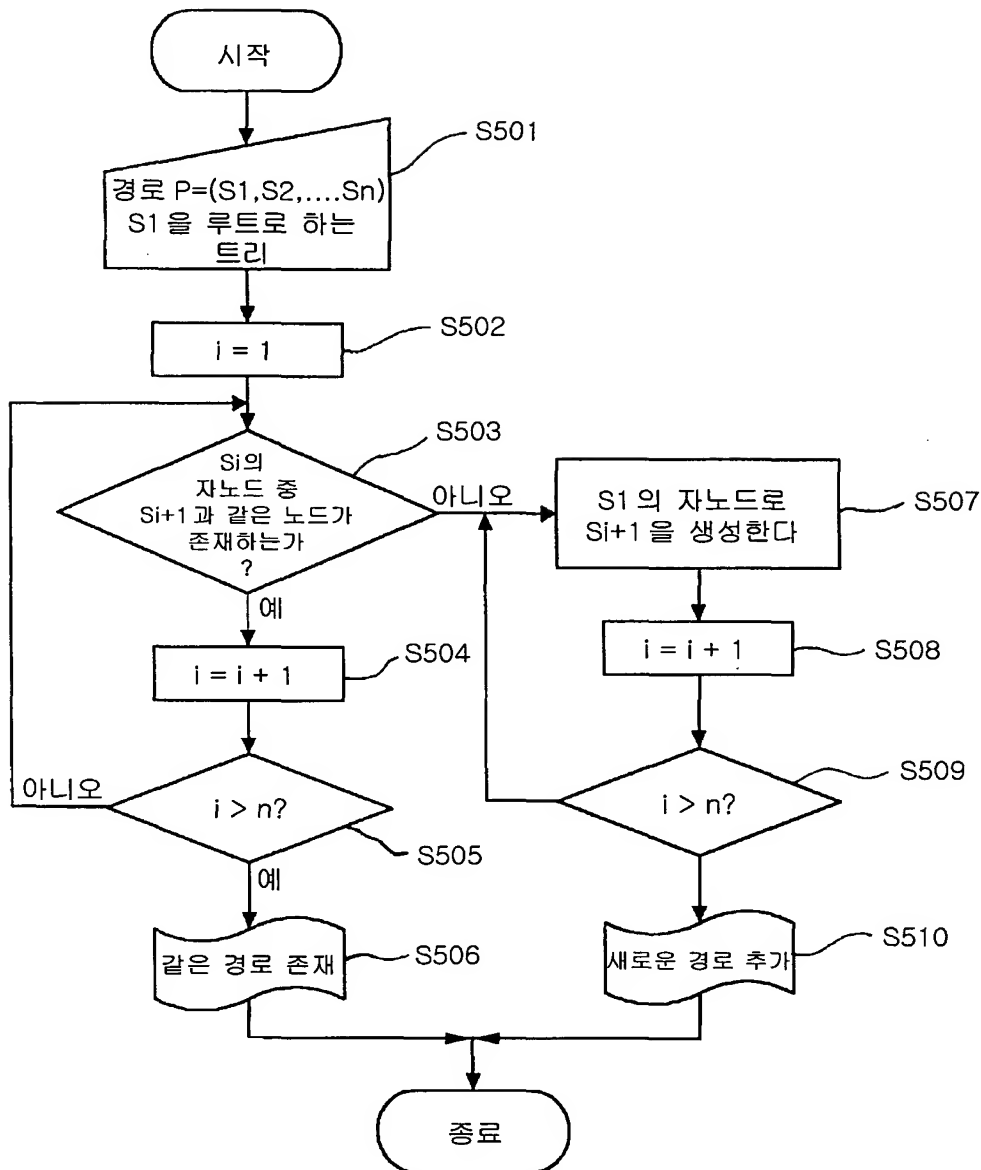 시작
S501
경로 P=(S1,S2,....Sn)
S1을 루트로 하는
트리
S502
i = 1
S503
Si의
자노드 중
Si+1과 같은 노드가
존재하는가
?
아니오
S1의 자노드로
Si+1을 생성한다
S507
예
i = i + 1
S504
i = i + 1
S508
아니오
i > n?
S505
i > n?
S509
예
같은 경로 존재
S506
새로운 경로 추가
S510
종료